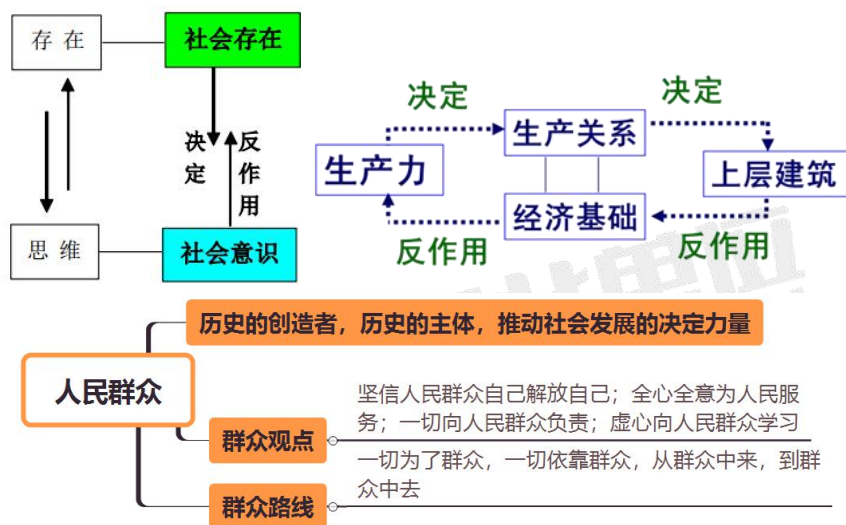 存 在
社会存在
决定
反作用
思 维
社会意识
决定
决定
生产力
生产关系
经济基础
上层建筑
反作用
反作用
历史的创造者，历史的主体，推动社会发展的决定力量
人民群众
群众观点
坚信人民群众自己解放自己；全心全意为人民服
务；一切向人民群众负责；虚心向人民群众学习
群众路线
一切为了群众，一切依靠群众，从群众中来，到群
众中去